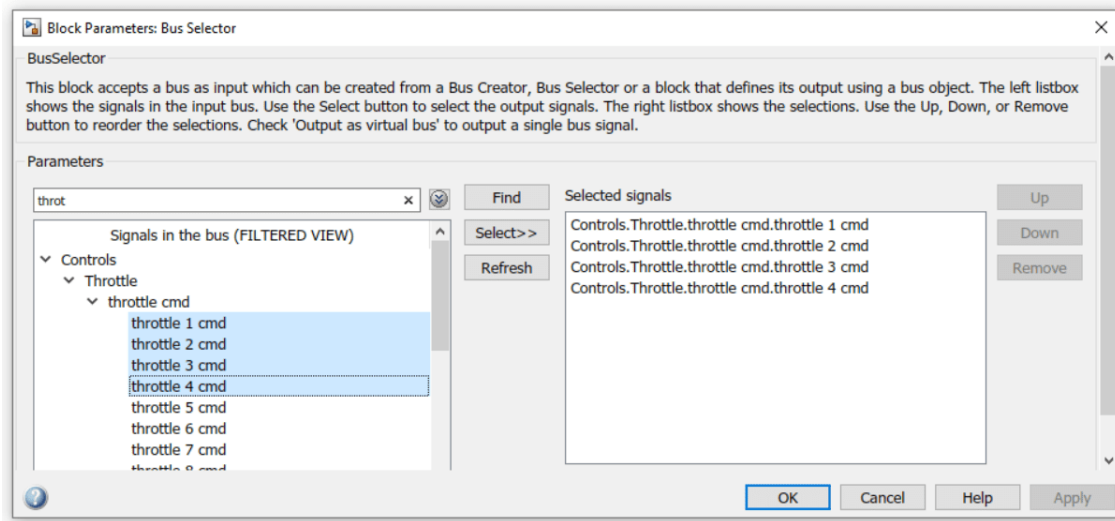 Block Parameters: Bus Selector
BusSelector
This block accepts a bus as input which can be created from a Bus Creator, Bus Selector or a block that defines its output using a bus object. The left listbox
shows the signals in the input bus. Use the Select button to select the output signals. The right listbox shows the selections. Use the Up, Down, or Remove
button to reorder the selections. Check 'Output as virtual bus' to output a single bus signal.
Parameters
throt
Find
Select>>
Refresh
Signals in the bus (FILTERED VIEW)
Controls
Throttle
throttle cmd
throttle 1 cmd
throttle 2 cmd
throttle 3 cmd
throttle 4 cmd
throttle 5 cmd
throttle 6 cmd
throttle 7 cmd
throttle 8 cmd
Selected signals
Controls.Throttle.throttle cmd.throttle 1 cmd
Controls.Throttle.throttle cmd.throttle 2 cmd
Controls.Throttle.throttle cmd.throttle 3 cmd
Controls.Throttle.throttle cmd.throttle 4 cmd
Up
Down
Remove
OK
Cancel
Help
Apply